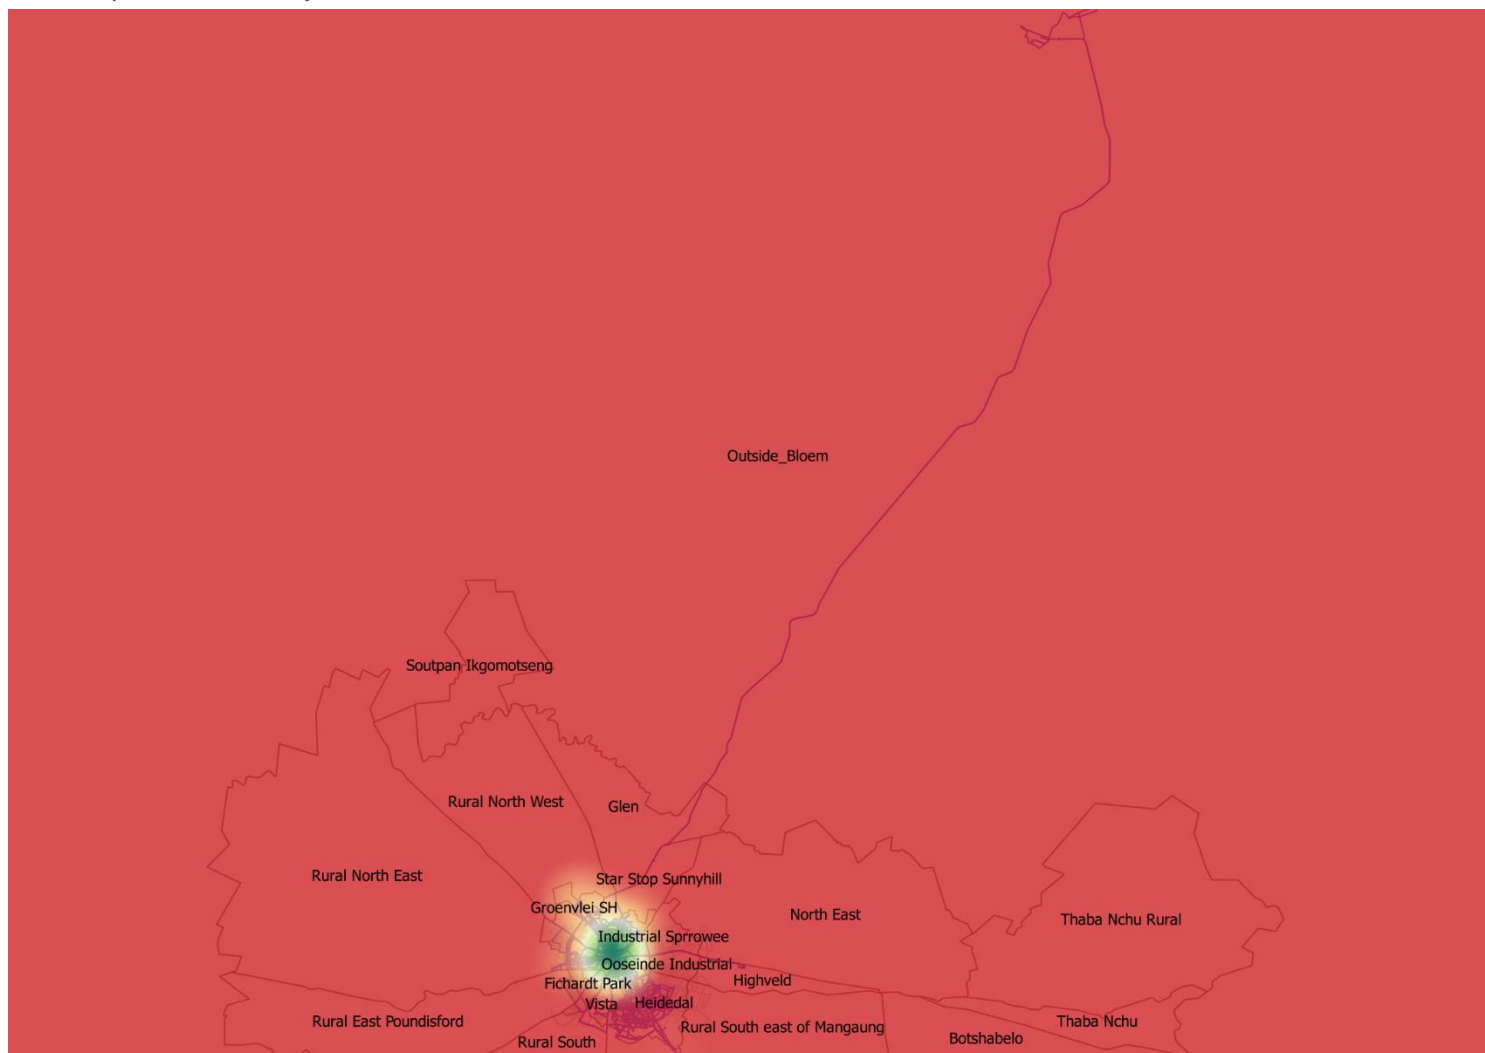 Outside_Bloem
Soutpan Ikgomotseng
Rural North West
Glen
Rural North East
Star Stop Sunnyhill
Groenvlei SH
North East
Thaba Nchu Rural
Industrial Sprrowee
Ooseinde Industrial
Fichardt Park
Highveld
Vista
Heidedal
Rural East Poundisford
Rural South east of Mangaung
Thaba Nchu
Rural South
Botshabelo